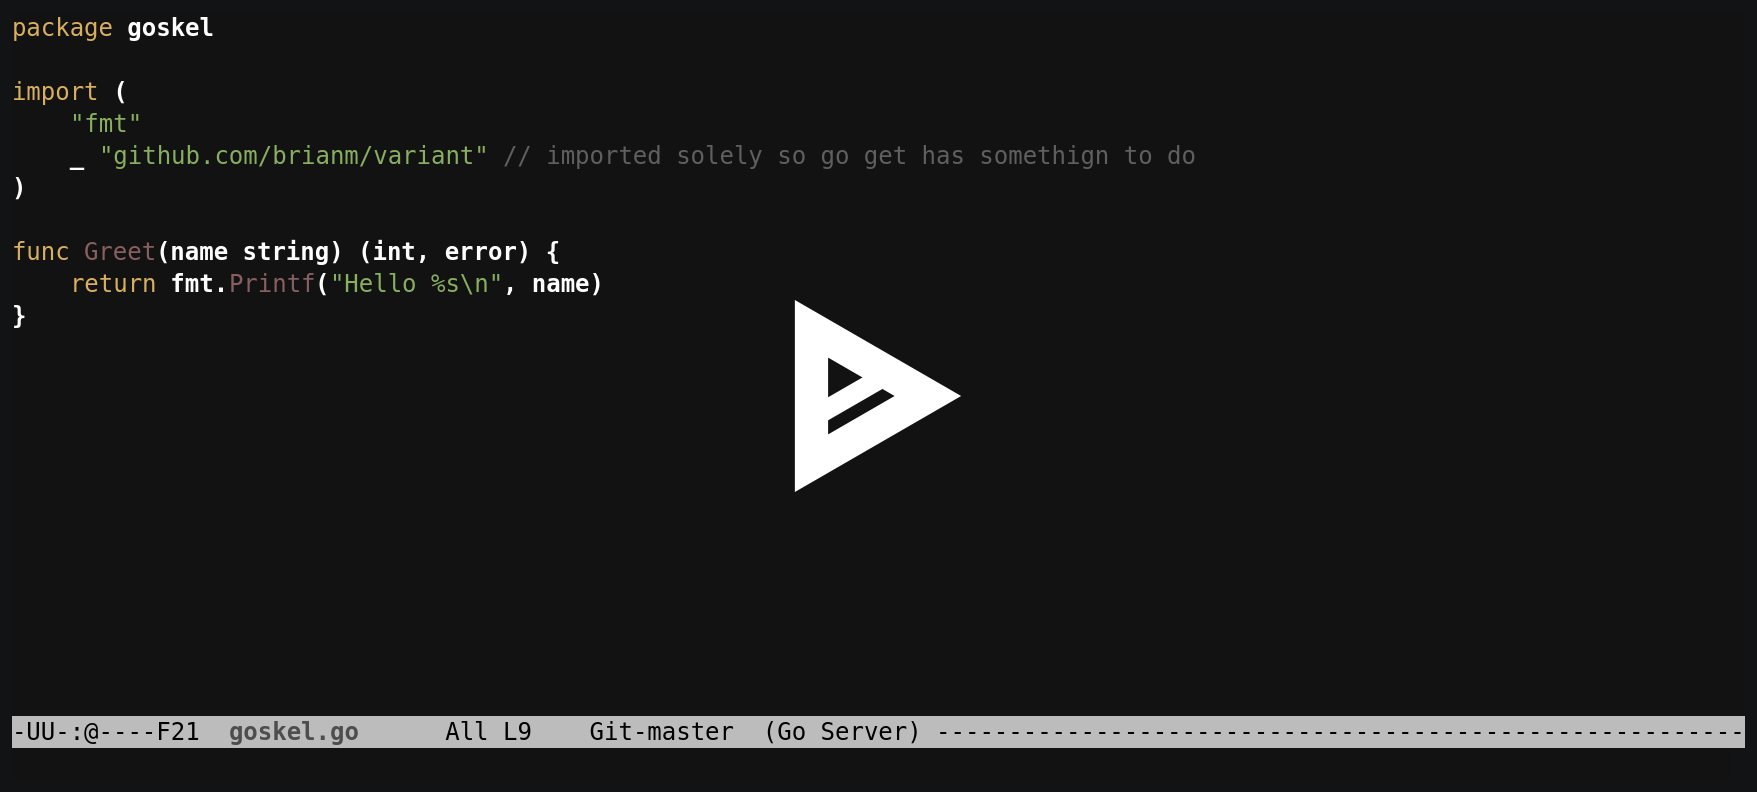 package goskel

import (
    "fmt"
    _ "github.com/brianm/variant" // imported solely so go get has somethign to do
)

func Greet(name string) (int, error) {
    return fmt.Printf("Hello %s\n", name)
}
-UU-:@----F21  goskel.go      All L9    Git-master  (Go Server) --------------------------------------------------------